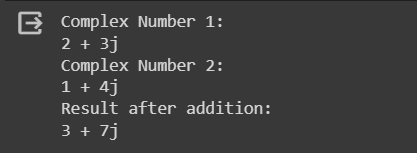 Complex Number 1:
2 + 3j
Complex Number 2:
1 + 4j
Result after addition:
3 + 7j